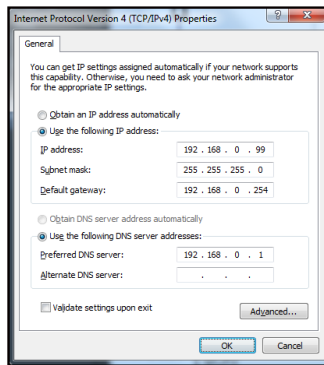 Internet Protocol Version 4 (TCP/IPv4) Properties
General
You can get IP settings assigned automatically if your network supports
this capability. Otherwise, you need to ask your network administrator
for the appropriate IP settings.
Obtain an IP address automatically
Use the following IP address:
IP address: 192 . 168 . 0 . 99
Subnet mask: 255 . 255 . 255 . 0
Default gateway: 192 . 168 . 0 . 254
Obtain DNS server address automatically
Use the following DNS server addresses:
Preferred DNS server: 192 . 168 . 0 . 1
Alternate DNS server: . . .
Validate settings upon exit
Advanced...
OK Cancel